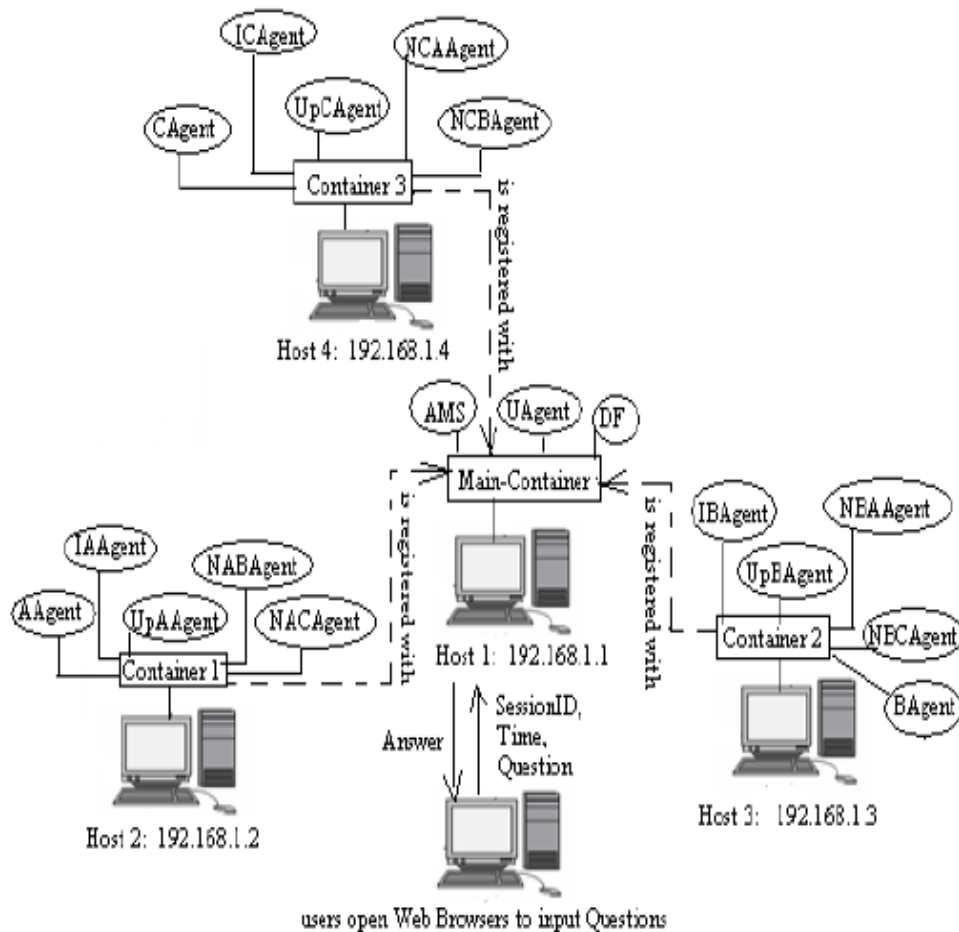 ICAgent
NCAAgent
UpCAgent
CAgent
NCBAgent
Container 3
is registered with
Host 4: 192.168.1.4
AMS
UAgent
DF
Main-Container
is registered with
is registered with
IAAgent
NABAgent
AAgent
UpAAgent
NACAgent
Container 1
Host 1: 192.168.1.1
IBAgent
NBAAgent
UpBAgent
Container 2
NBCAgent
BAgent
Answer
SessionID,
Time,
Question
Host 2: 192.168.1.2
Host 3: 192.168.1.3
users open Web Browsers to input Questions